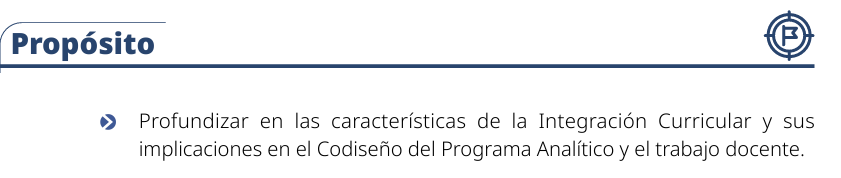 Propósito
Profundizar en las características de la Integración Curricular y sus
implicaciones en el Codiseño del Programa Analítico y el trabajo docente.